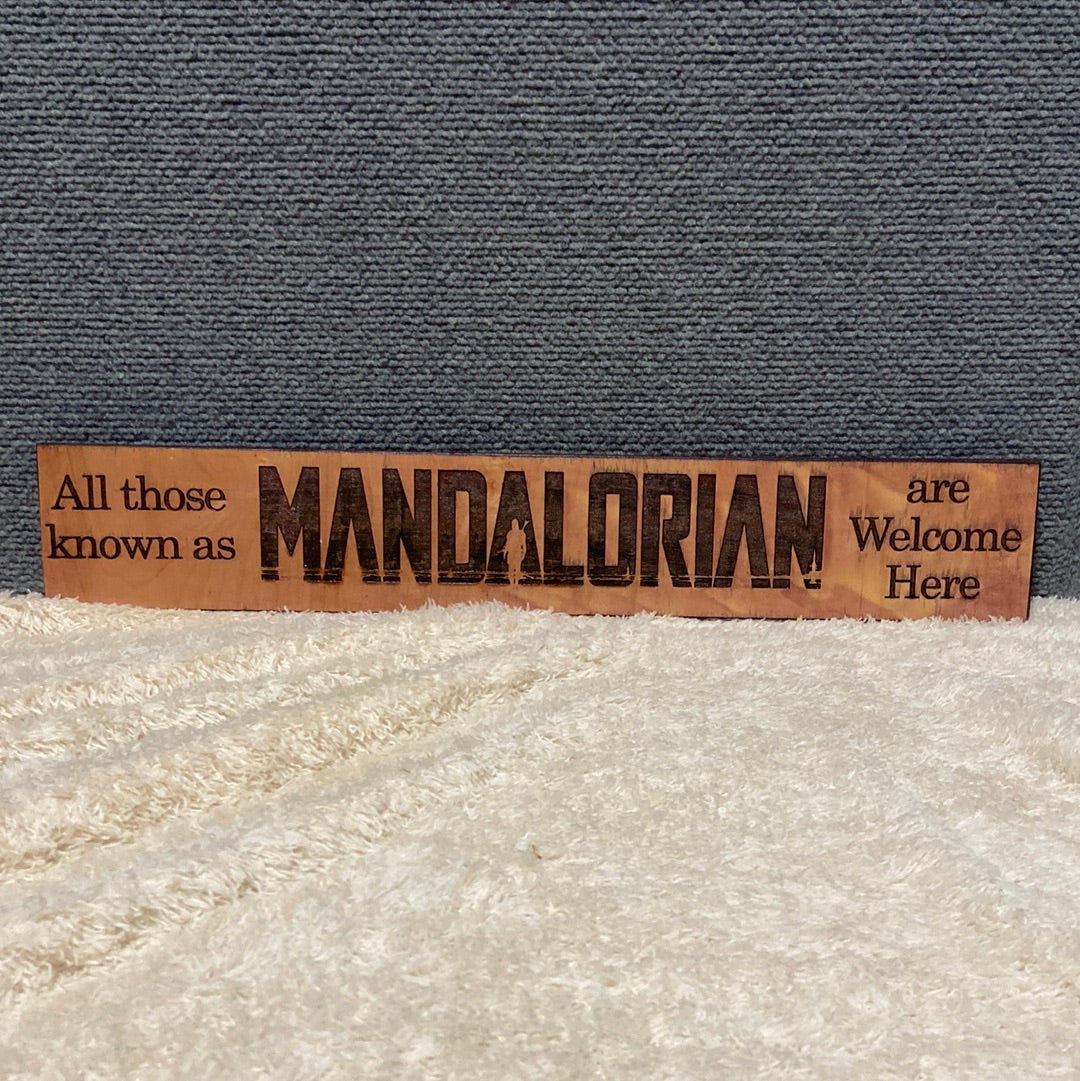 All those
known as
MANDALORIAN
are
Welcome
Here